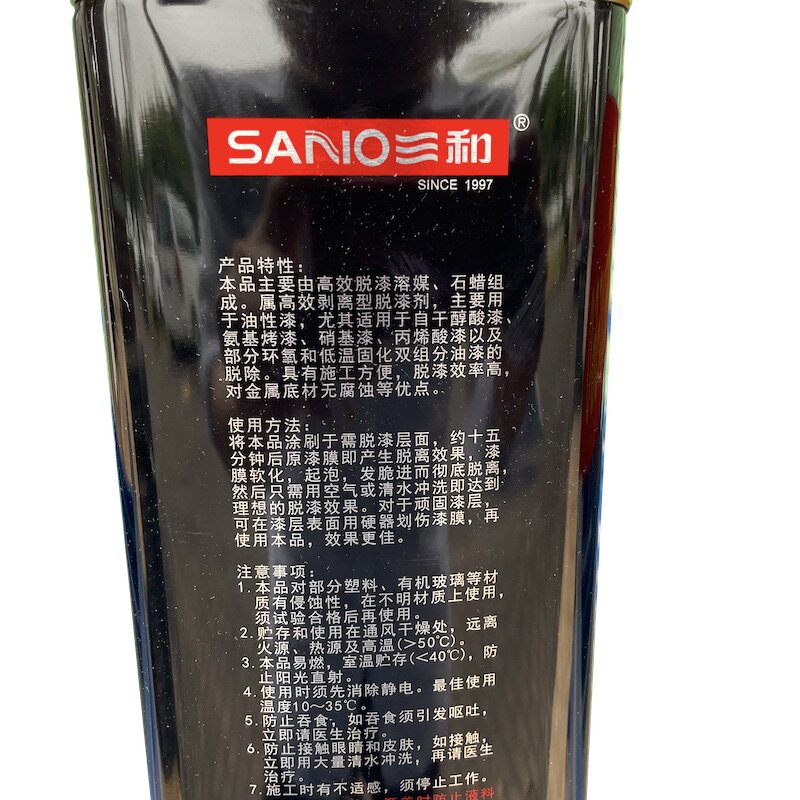 SANO三和®
SINCE 1997
产品特性：
本品主要由高效脱漆溶媒、石蜡组
成。属高效剥离型脱漆剂，主要用
于油性漆，尤其适用于自干醇酸漆、
氨基烤漆、硝基漆、丙烯酸漆以及
部分环氧和低温固化双组分油漆的
脱除。具有施工方便，脱漆效率高，
对金属底材无腐蚀等优点。
使用方法：
将本品涂刷于需脱漆层面，约十五
分钟后原漆膜即产生脱离效果，漆
膜软化，起泡，发脆进而彻底脱离，
然后只需用空气或清水冲洗即达到
理想的脱漆效果。对于顽固漆层，
可在漆层表面用硬器划伤漆膜，再
使用本品，效果更佳。
注意事项：
1. 本品对部分塑料、有机玻璃等材
质有侵蚀性，在不明材质上使用，
须试验合格后再使用。
2. 贮存和使用在通风干燥处，远离
火源、热源及高温(>50℃)。
3. 本品易燃，室温贮存(<40℃)，防
止阳光直射。
4. 使用时须先消除静电。最佳使用
温度10~35℃。
5. 防止吞食，如吞食须引发呕吐，
立即请医生治疗。
6. 防止接触眼睛和皮肤，如接触，
立即用大量清水冲洗，再请医生
治疗。
7. 施工时有不适感，须停止工作。
时防止液料